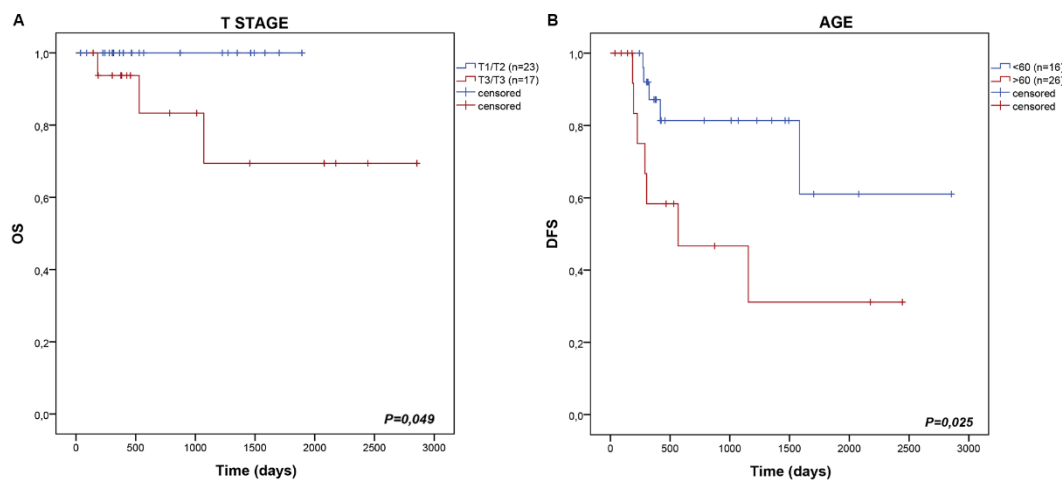 A
T STAGE
1,0
0,8
0,6
0,4
0,2
0,0
OS
0
500
1000
1500
2000
2500
3000
Time (days)
P=0,049
T1/T2 (n=23)
T3/T3 (n=17)
censored
censored
B
AGE
1,0
0,8
0,6
0,4
0,2
0,0
DFS
0
500
1000
1500
2000
2500
3000
Time (days)
P=0,025
<60 (n=16)
>60 (n=26)
censored
censored